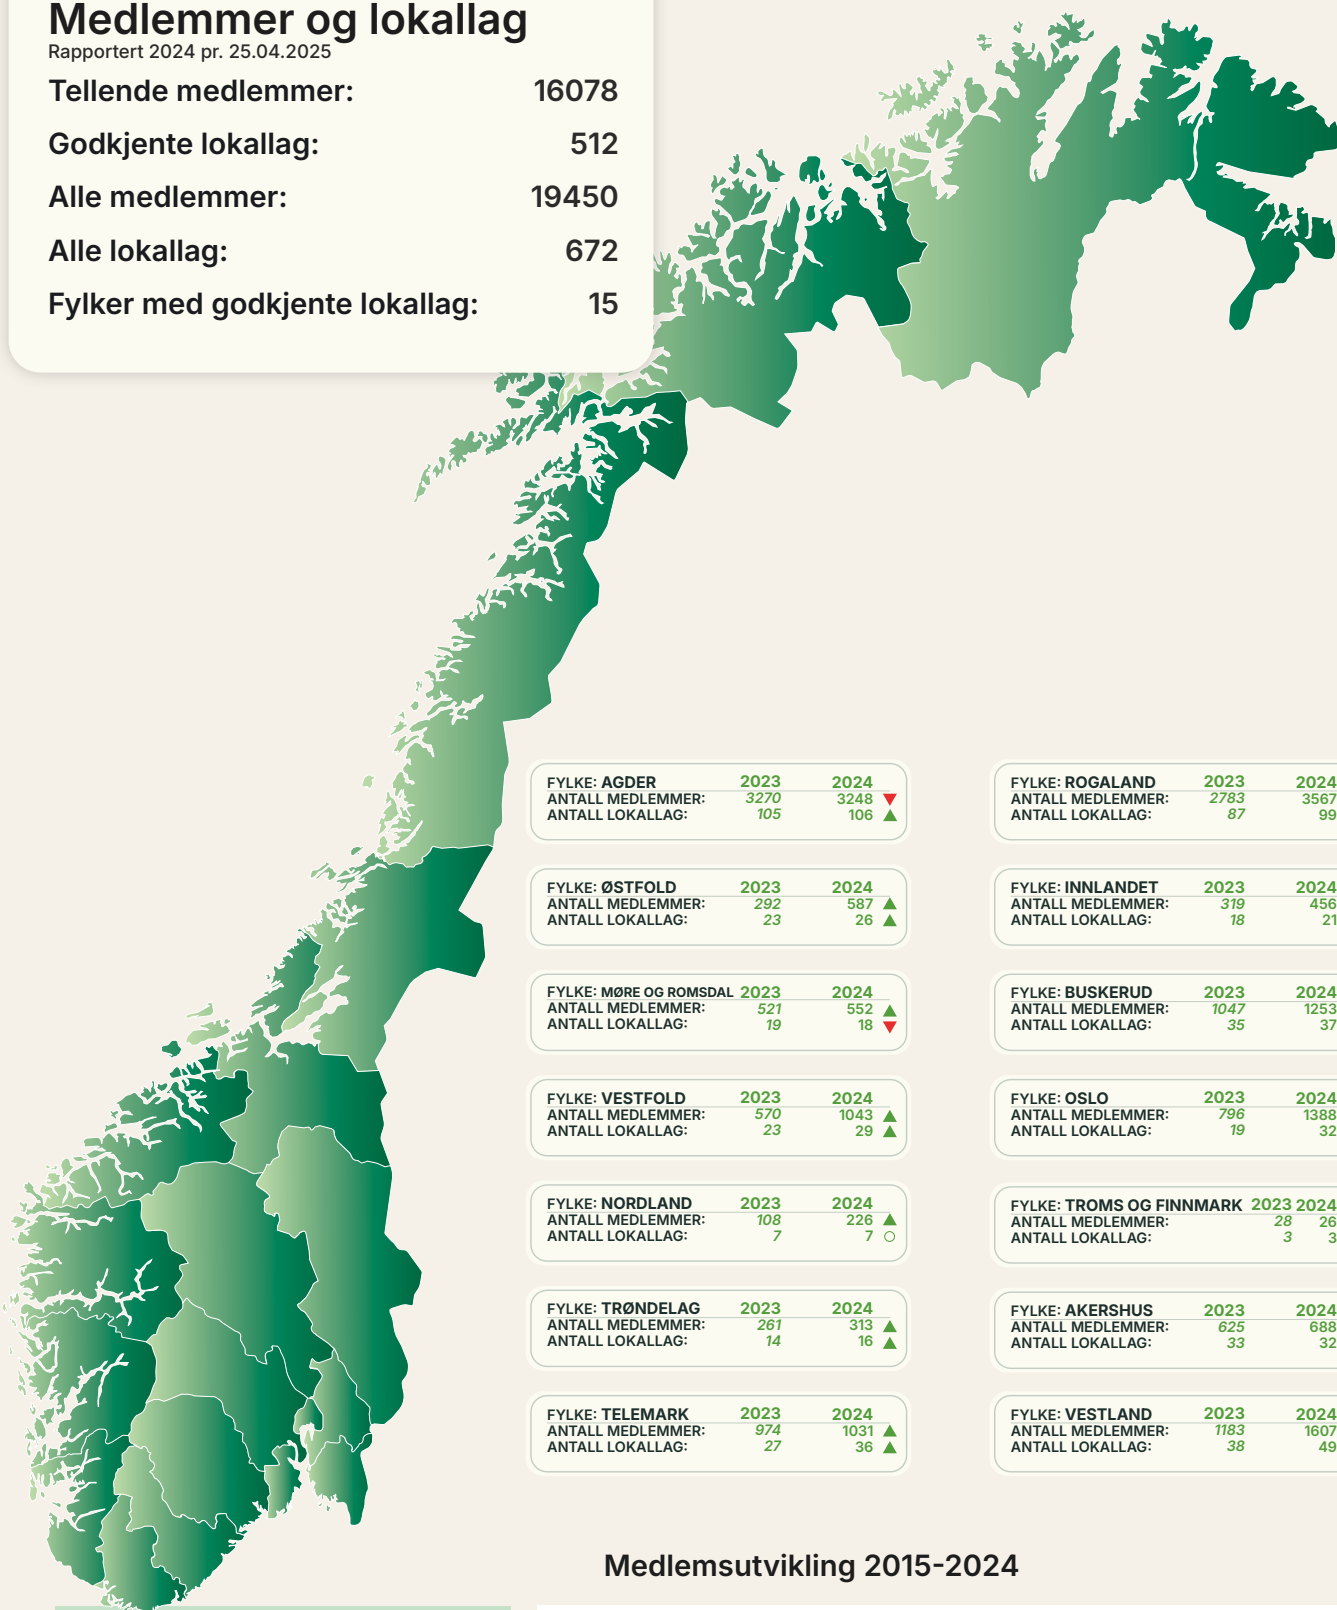 Medlemmer og lokallag
Rapportert 2024 pr. 25.04.2025
Tellende medlemmer: 16078
Godkjente lokallag: 512
Alle medlemmer: 19450
Alle lokallag: 672
Fylker med godkjente lokallag: 15
FYLKE: AGDER 2023 2024
ANTALL MEDLEMMER: 3270 3248
ANTALL LOKALLAG: 105 106
FYLKE: ROGALAND 2023 2024
ANTALL MEDLEMMER: 2783 3567
ANTALL LOKALLAG: 87 99
FYLKE: ØSTFOLD 2023 2024
ANTALL MEDLEMMER: 292 587
ANTALL LOKALLAG: 23 26
FYLKE: INNLANDET 2023 2024
ANTALL MEDLEMMER: 319 456
ANTALL LOKALLAG: 18 21
FYLKE: MØRE OG ROMSDAL 2023 2024
ANTALL MEDLEMMER: 521 552
ANTALL LOKALLAG: 19 18
FYLKE: BUSKERUD 2023 2024
ANTALL MEDLEMMER: 1047 1253
ANTALL LOKALLAG: 35 37
FYLKE: VESTFOLD 2023 2024
ANTALL MEDLEMMER: 570 1043
ANTALL LOKALLAG: 23 29
FYLKE: OSLO 2023 2024
ANTALL MEDLEMMER: 796 1388
ANTALL LOKALLAG: 19 32
FYLKE: NORDLAND 2023 2024
ANTALL MEDLEMMER: 108 226
ANTALL LOKALLAG: 7 7
FYLKE: TROMS OG FINNMARK 2023 2024
ANTALL MEDLEMMER: 28 26
ANTALL LOKALLAG: 3 3
FYLKE: TRØNDELAG 2023 2024
ANTALL MEDLEMMER: 261 313
ANTALL LOKALLAG: 14 16
FYLKE: AKERSHUS 2023 2024
ANTALL MEDLEMMER: 625 688
ANTALL LOKALLAG: 33 32
FYLKE: TELEMARK 2023 2024
ANTALL MEDLEMMER: 974 1031
ANTALL LOKALLAG: 27 36
FYLKE: VESTLAND 2023 2024
ANTALL MEDLEMMER: 1183 1607
ANTALL LOKALLAG: 38 49
Medlemsutvikling 2015-2024